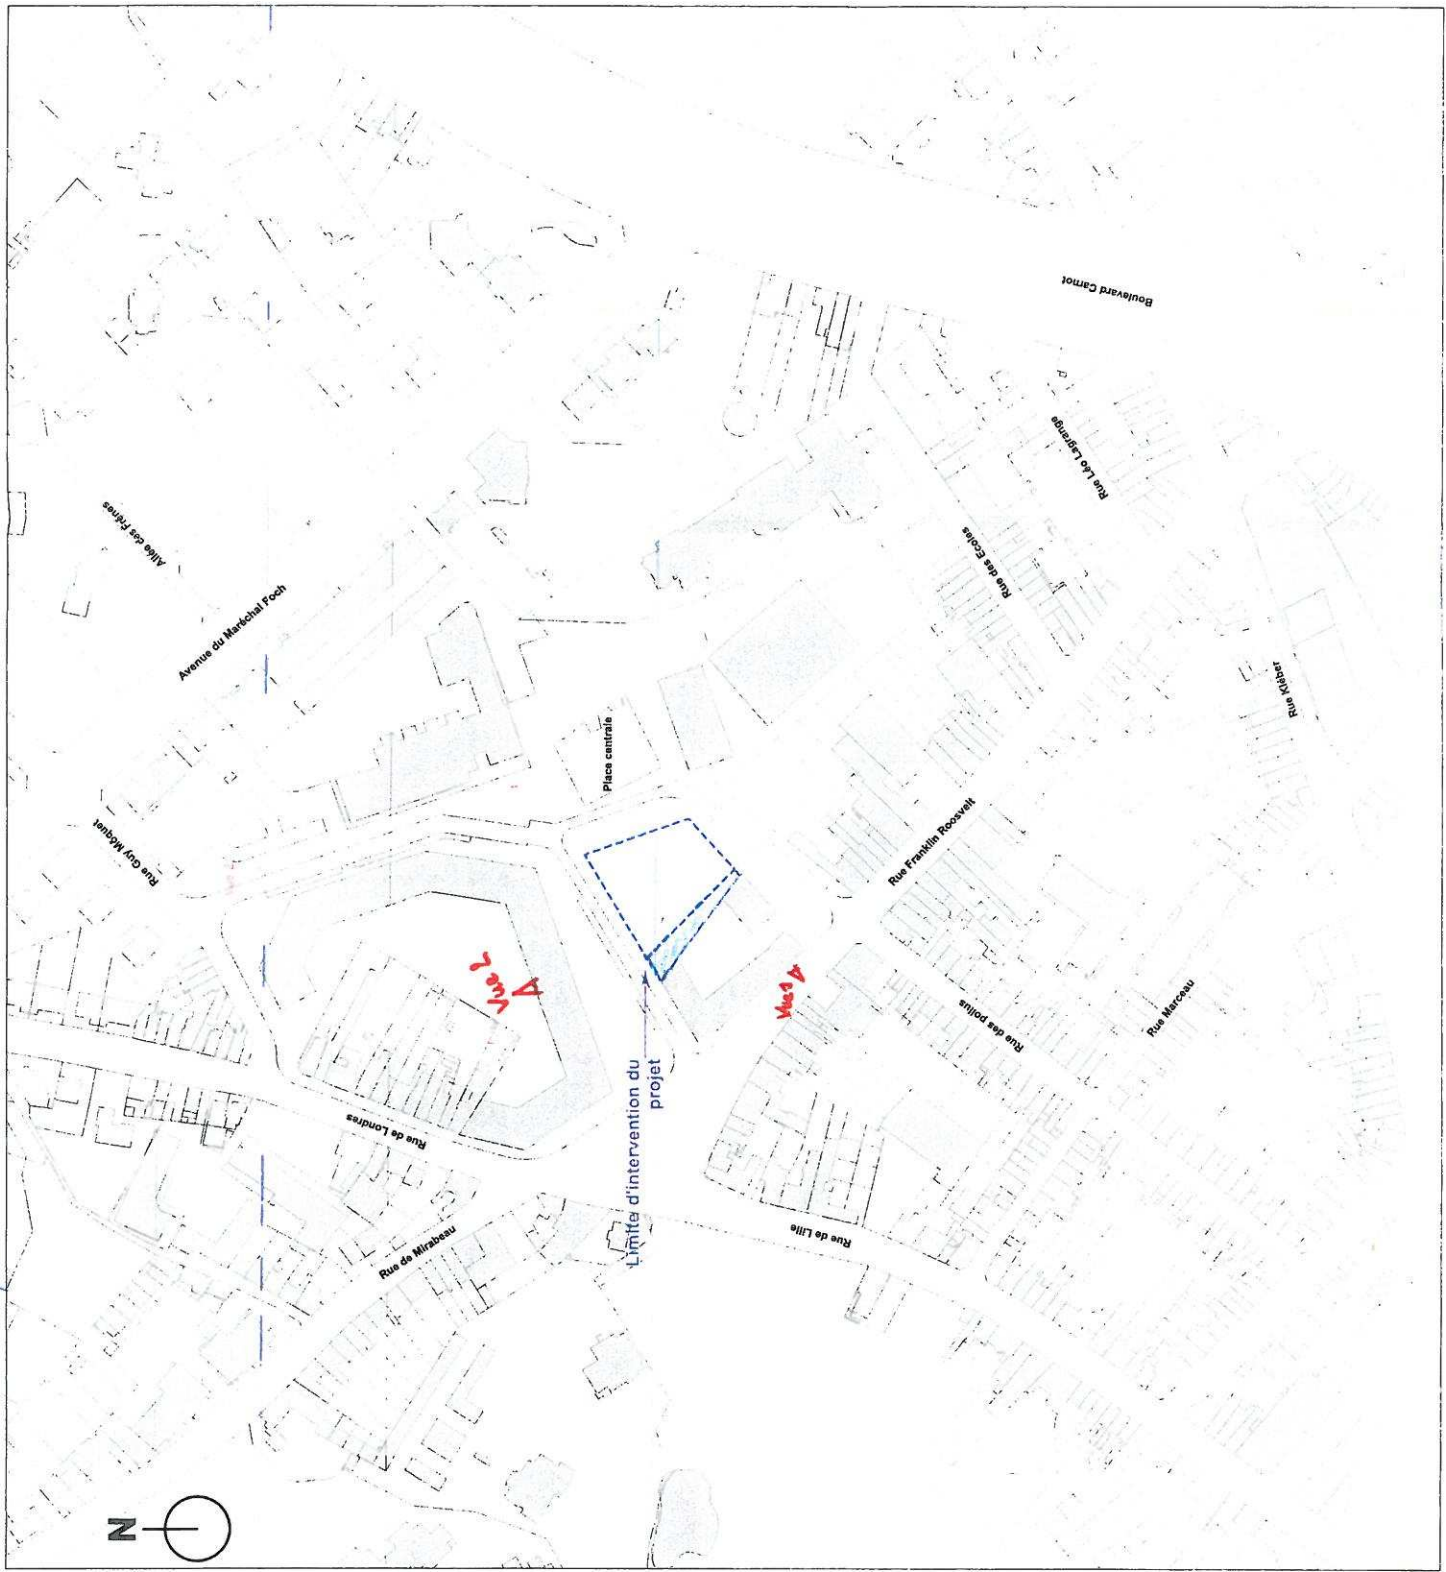 Boulevard Carnot
Rue Léo Lagrange
Allée des Frênes
Rue des Ecoles
Avenue du Maréchal Foch
Rue Kléber
Place centrale
Rue Guy Môquet
Rue Franklin Roosvelt
Vue 2
Vue 1
Rue des poilus
Rue Marceau
Limite d'intervention du
projet
Rue de Londres
Rue de Lille
Rue de Mirabeau
N